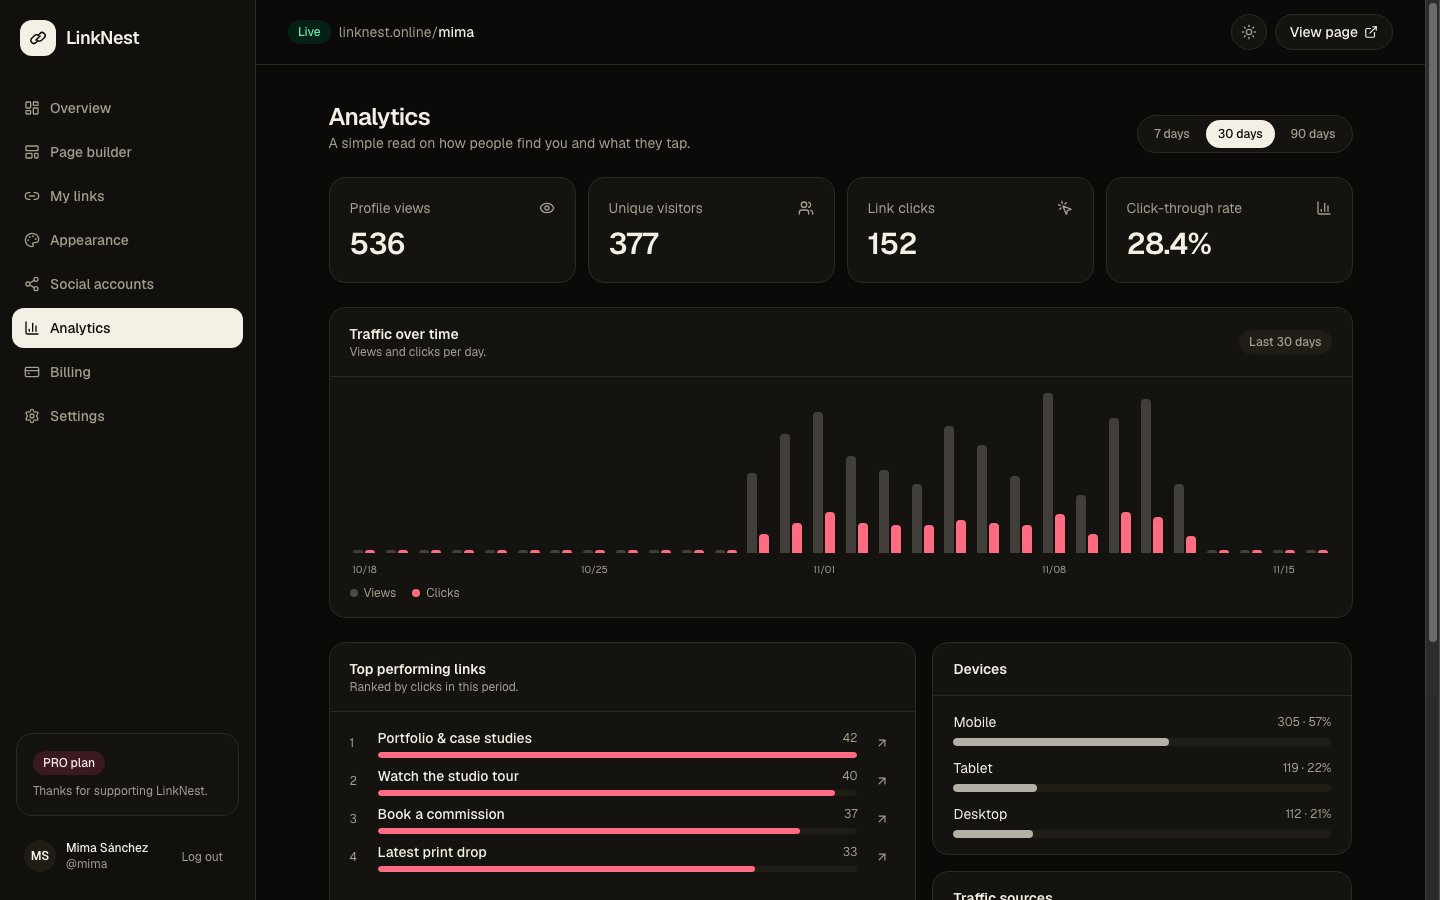 LinkNest
Overview
Page builder
My links
Appearance
Social accounts
Analytics
Billing
Settings
PRO plan
Thanks for supporting LinkNest.
MS
Mima Sánchez
@mima
Log out
Live
linknest.online/mima
View page
Analytics
A simple read on how people find you and what they tap.
7 days
30 days
90 days
Profile views
536
Unique visitors
377
Link clicks
152
Click-through rate
28.4%
Traffic over time
Views and clicks per day.
Last 30 days
10/18
10/25
11/01
11/08
11/15
Views
Clicks
Top performing links
Ranked by clicks in this period.
1
Portfolio & case studies
42
2
Watch the studio tour
40
3
Book a commission
37
4
Latest print drop
33
Devices
Mobile
305 · 57%
Tablet
119 · 22%
Desktop
112 · 21%
Traffic sources